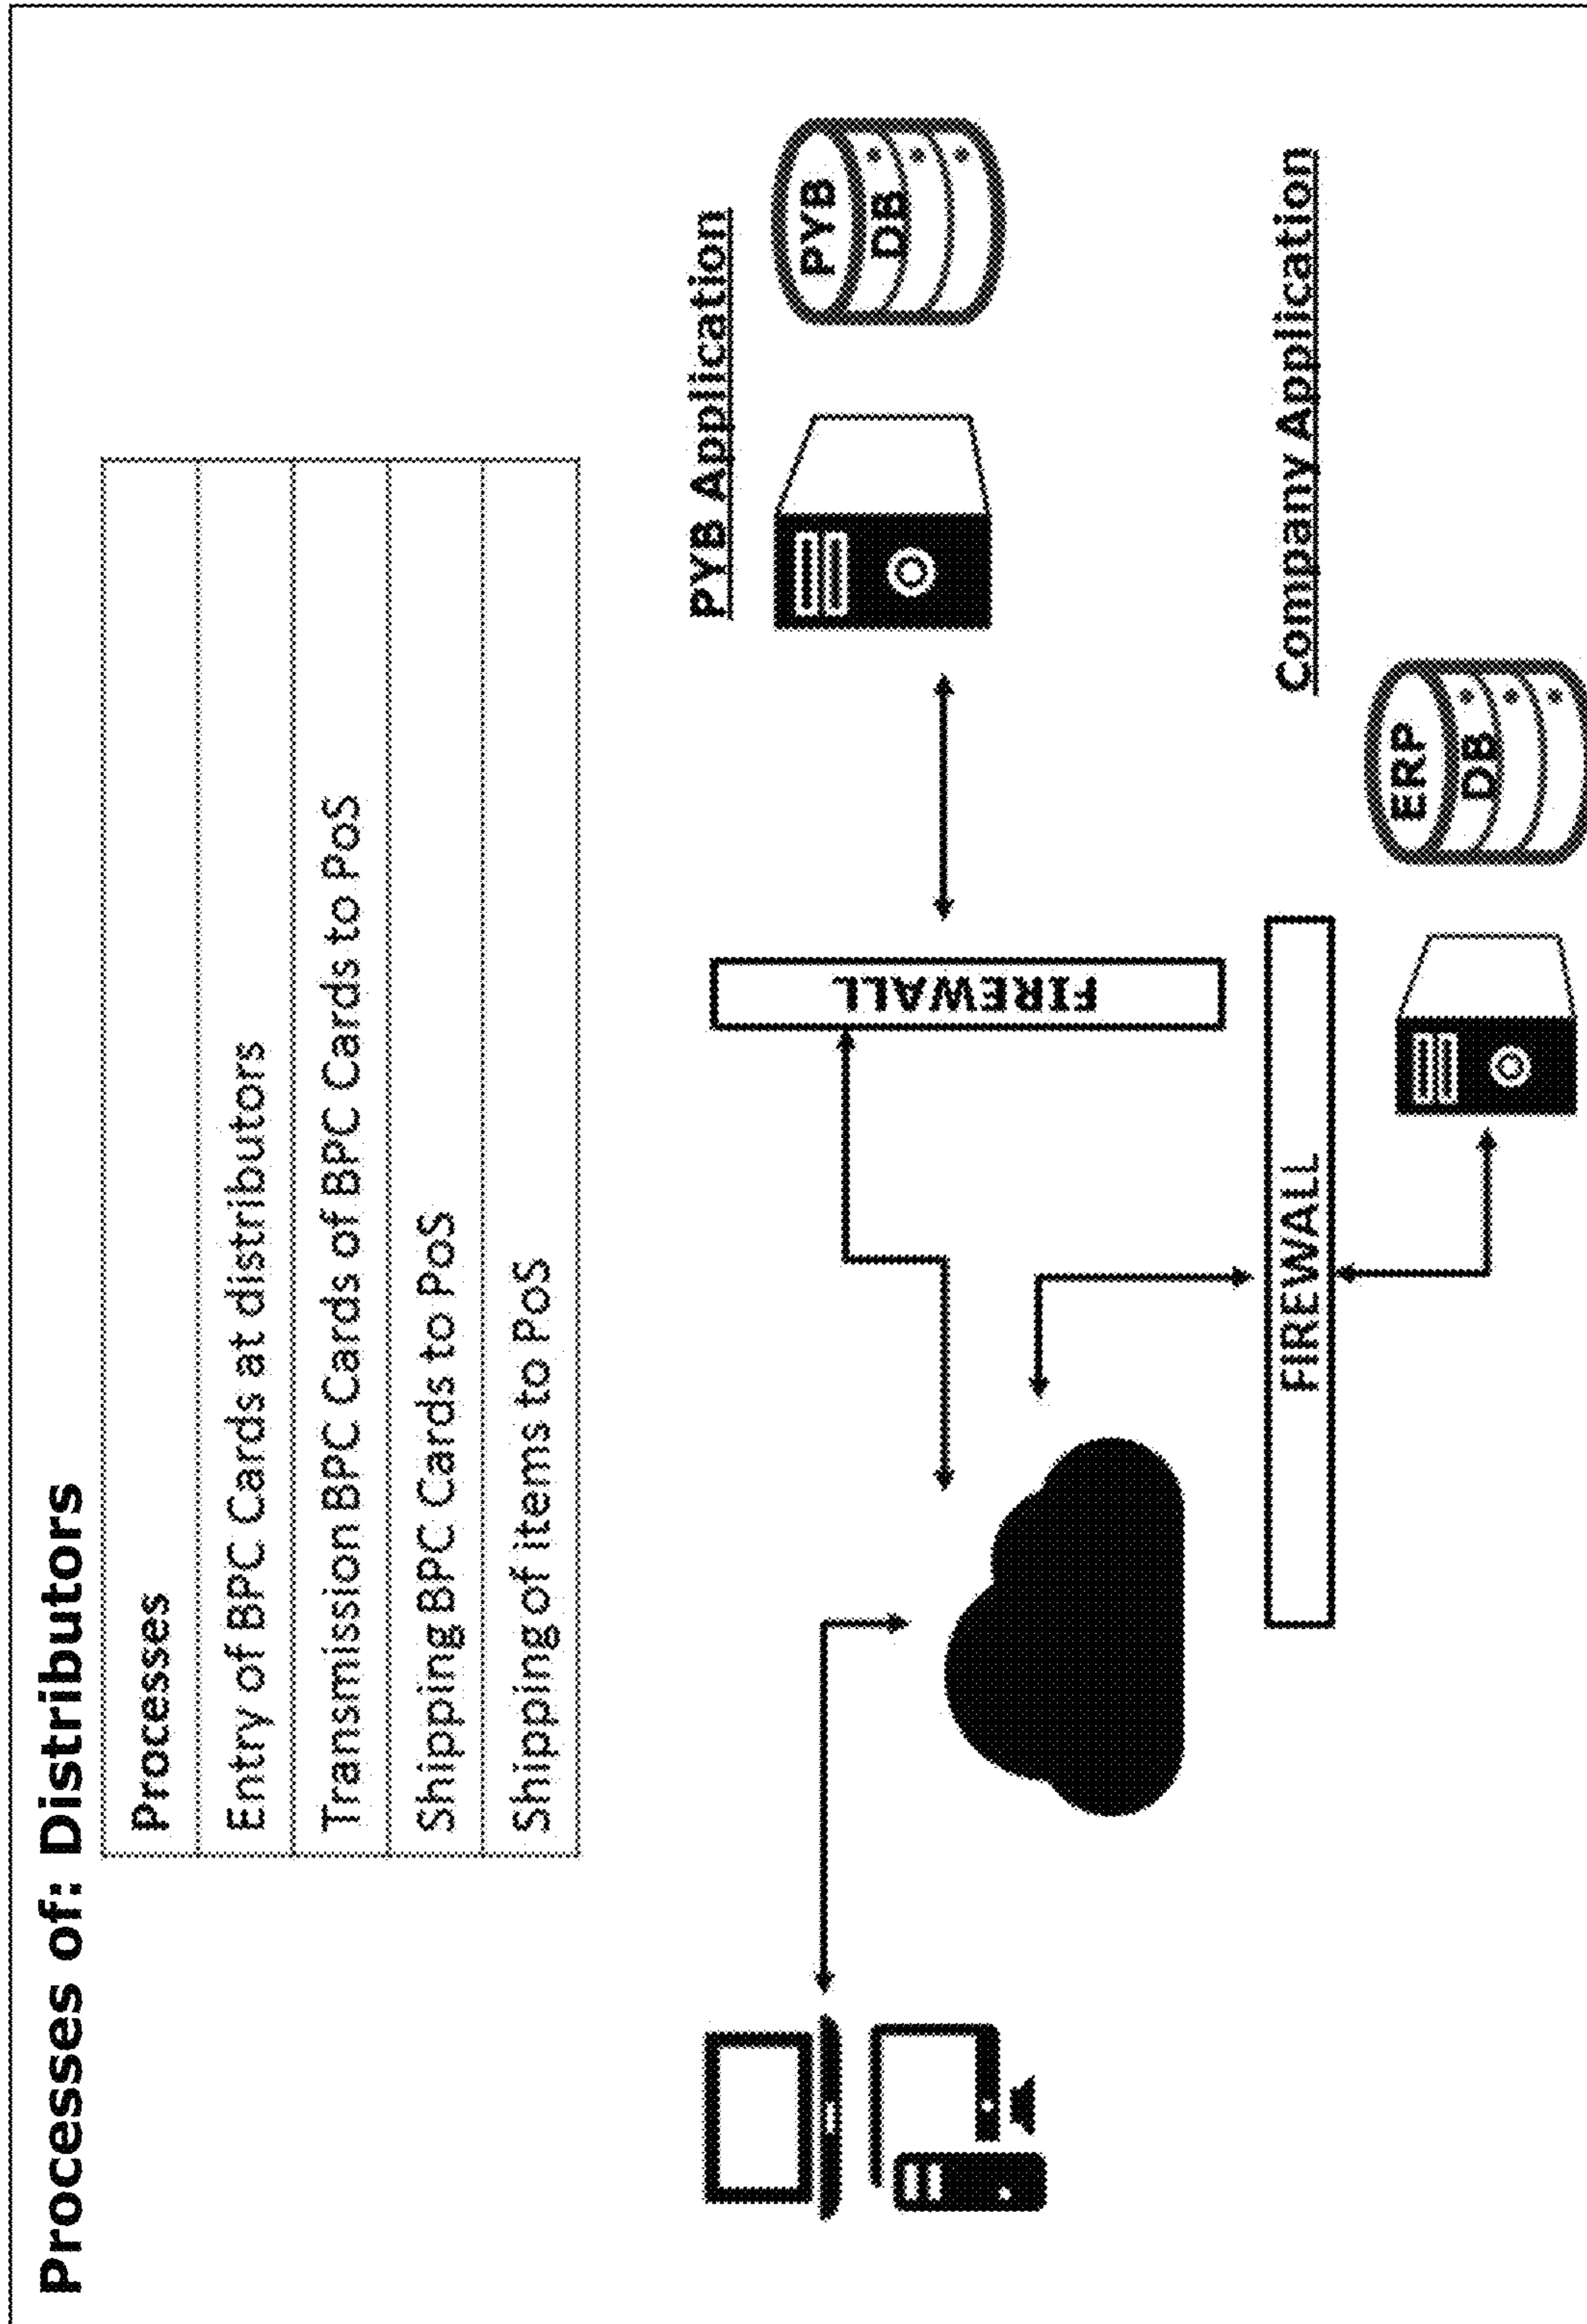 Processes of: Distributors
Processes
Entry of BPC Cards at distributors
Transmission BPC Cards of BPC Cards to PoS
Shipping BPC Cards to PoS
Shipping of items to PoS
PYB Application
PYB
DB
FIREWALL
Company Application
FIREWALL
ERP
DB